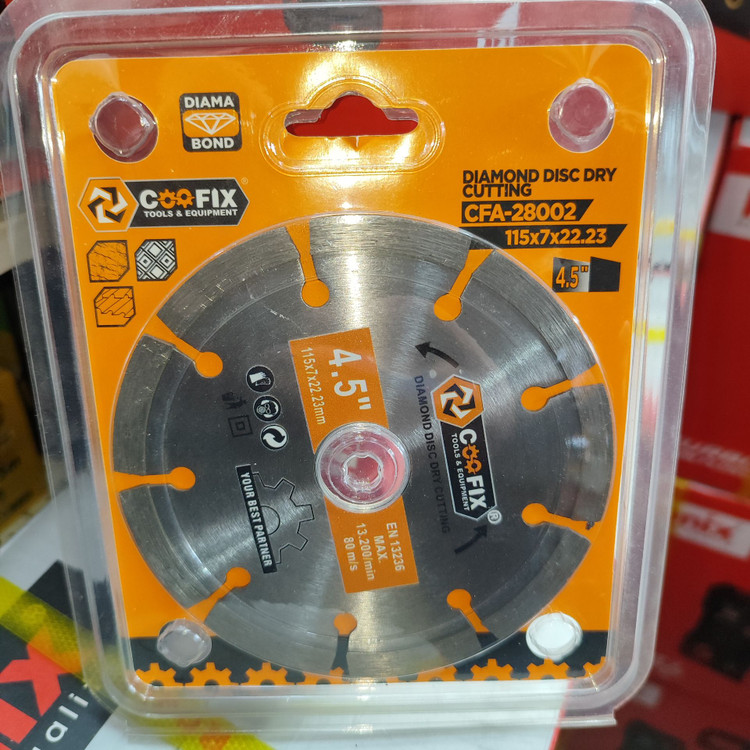 DIAMA
BOND
COOFIX®
TOOLS & EQUIPMENT
DIAMOND DISC DRY
CUTTING
CFA-28002
115x7x22.23
4.5"
4.5"
115x7x22.23mm
COOFIX®
TOOLS & EQUIPMENT
DIAMOND DISC DRY CUTTING
YOUR BEST PARTNER
EN 13236
MAX.
13.200/min
80 m/s